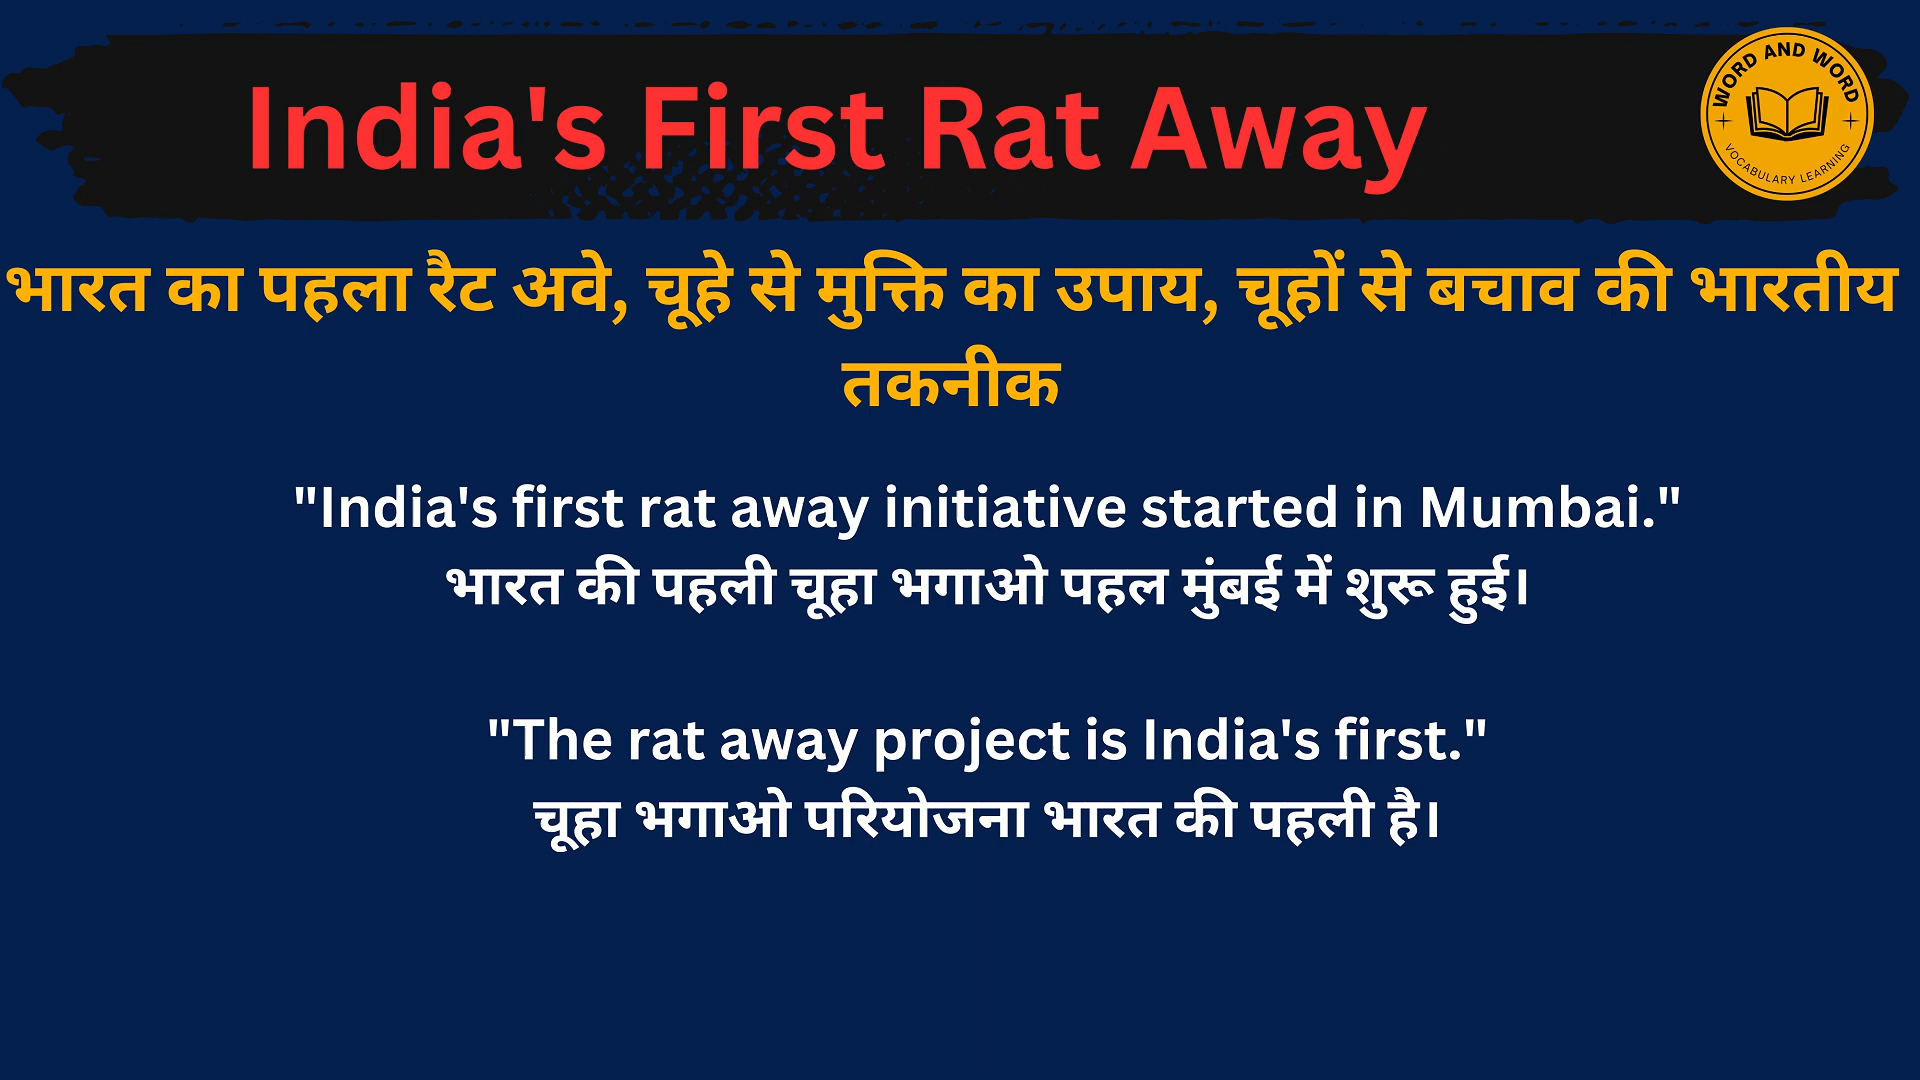 India's First Rat Away
WORD AND WORD
VOCABULARY LEARNING
भारत का पहला रैट अवे, चूहे से मुक्ति का उपाय, चूहों से बचाव की भारतीय
तकनीक
"India's first rat away initiative started in Mumbai."
भारत की पहली चूहा भगाओ पहल मुंबई में शुरू हुई।
"The rat away project is India's first."
चूहा भगाओ परियोजना भारत की पहली है।